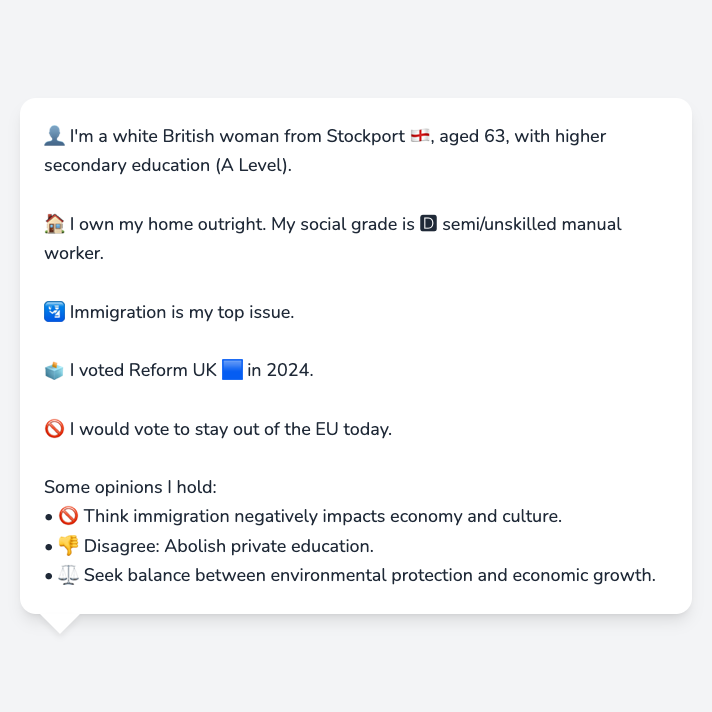 👤 I'm a white British woman from Stockport 🏴󠁧󠁢󠁥󠁮󠁧󠁿, aged 63, with higher
secondary education (A Level).
🏠 I own my home outright. My social grade is 🅳 semi/unskilled manual
worker.
🛂 Immigration is my top issue.
🗳️ I voted Reform UK 🟦 in 2024.
🚫 I would vote to stay out of the EU today.
Some opinions I hold:
• 🚫 Think immigration negatively impacts economy and culture.
• 👎 Disagree: Abolish private education.
• ⚖️ Seek balance between environmental protection and economic growth.